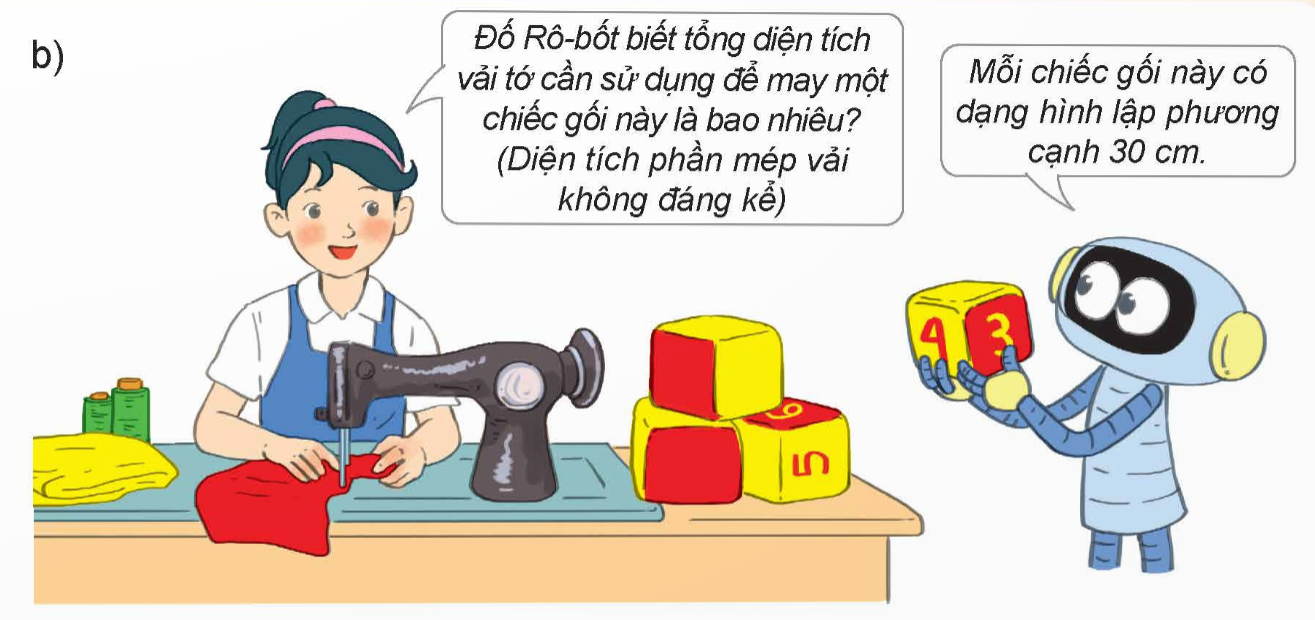 b)
Đố Rô-bốt biết tổng diện tích
vải tớ cần sử dụng để may một
chiếc gối này là bao nhiêu?
(Diện tích phần mép vải
không đáng kể)
Mỗi chiếc gối này có
dạng hình lập phương
cạnh 30 cm.
4
3
6
5